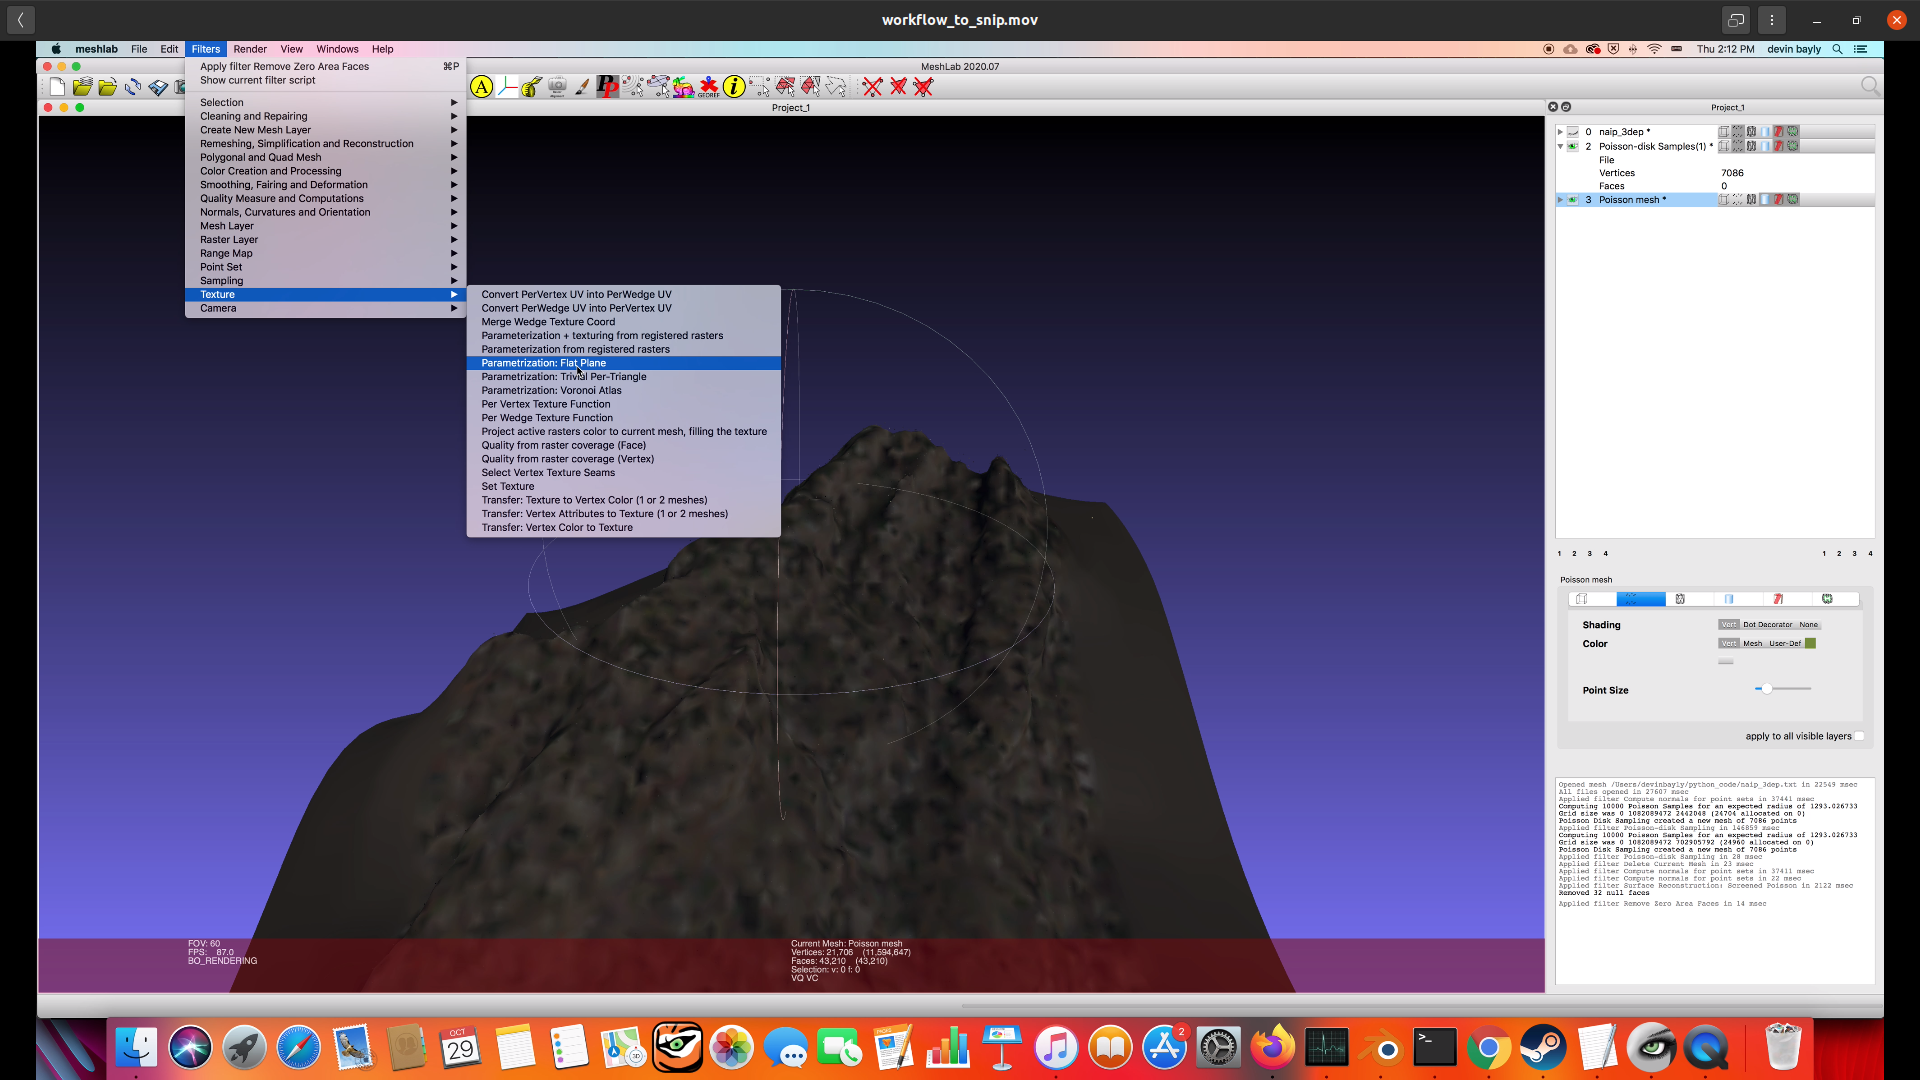 workflow_to_snip.mov
meshlab File Edit Filters Render View Windows Help
Thu 2:12 PM devin bayly
MeshLab 2020.07
Project_1
Apply filter Remove Zero Area Faces ⌘P
Show current filter script
Selection
Cleaning and Repairing
Create New Mesh Layer
Remeshing, Simplification and Reconstruction
Polygonal and Quad Mesh
Color Creation and Processing
Smoothing, Fairing and Deformation
Quality Measure and Computations
Normals, Curvatures and Orientation
Mesh Layer
Raster Layer
Range Map
Point Set
Sampling
Texture
Camera
Convert PerVertex UV into PerWedge UV
Convert PerWedge UV into PerVertex UV
Merge Wedge Texture Coord
Parameterization + texturing from registered rasters
Parameterization from registered rasters
Parametrization: Flat Plane
Parametrization: Trivial Per-Triangle
Parametrization: Voronoi Atlas
Per Vertex Texture Function
Per Wedge Texture Function
Project active rasters color to current mesh, filling the texture
Quality from raster coverage (Face)
Quality from raster coverage (Vertex)
Select Vertex Texture Seams
Set Texture
Transfer: Texture to Vertex Color (1 or 2 meshes)
Transfer: Vertex Attributes to Texture (1 or 2 meshes)
Transfer: Vertex Color to Texture
FOV: 60
FPS: 87.0
BO_RENDERING
Current Mesh: Poisson mesh
Vertices: 21,706 (11,594,647)
Faces: 43,210 (43,210)
Selection: v: 0 f: 0
VQ VC
Project_1
0 naip_3dep *
2 Poisson-disk Samples(1) *
File
Vertices 7086
Faces 0
3 Poisson mesh *
1 2 3 4 1 2 3 4
Poisson mesh
Shading Vert Dot Decorator None
Color Vert Mesh User-Def
Point Size
apply to all visible layers
Opened mesh /Users/devinbayly/python_code/naip_3dep.txt in 22549 msec
All files opened in 27607 msec
Applied filter Compute normals for point sets in 37441 msec
Computing 10000 Poisson Samples for an expected radius of 1293.026733
Grid size was 0 1082089472 2442048 (24704 allocated on 0)
Poisson Disk Sampling created a new mesh of 7086 points
Applied filter Poisson-disk Sampling in 146859 msec
Computing 10000 Poisson Samples for an expected radius of 1293.026733
Grid size was 0 1082089472 702905792 (24960 allocated on 0)
Poisson Disk Sampling created a new mesh of 7086 points
Applied filter Poisson-disk Sampling in 28 msec
Applied filter Delete Current Mesh in 23 msec
Applied filter Compute normals for point sets in 37411 msec
Applied filter Compute normals for point sets in 22 msec
Applied filter Surface Reconstruction: Screened Poisson in 2122 msec
Removed 32 null faces
Applied filter Remove Zero Area Faces in 14 msec
OCT
29
2